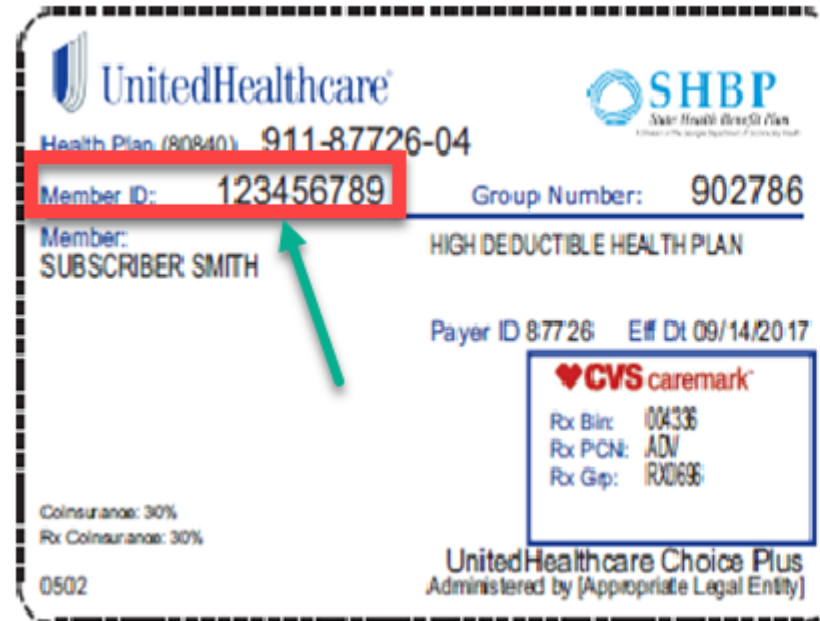 UnitedHealthcare
SHBP
State Health Benefit Plan
Health Plan (80840) 911-87726-04
Member ID: 123456789 Group Number: 902786
Member:
SUBSCRIBER SMITH
HIGH DEDUCTIBLE HEALTH PLAN
Payer ID 87726 Eff Dt 09/14/2017
CVS caremark
Rx Bin: 004336
Rx PCN: ADV
Rx Grp: RX0696
Coinsurance: 30%
Rx Coinsurance: 30%
UnitedHealthcare Choice Plus
0502 Administered by [Appropriate Legal Entity]